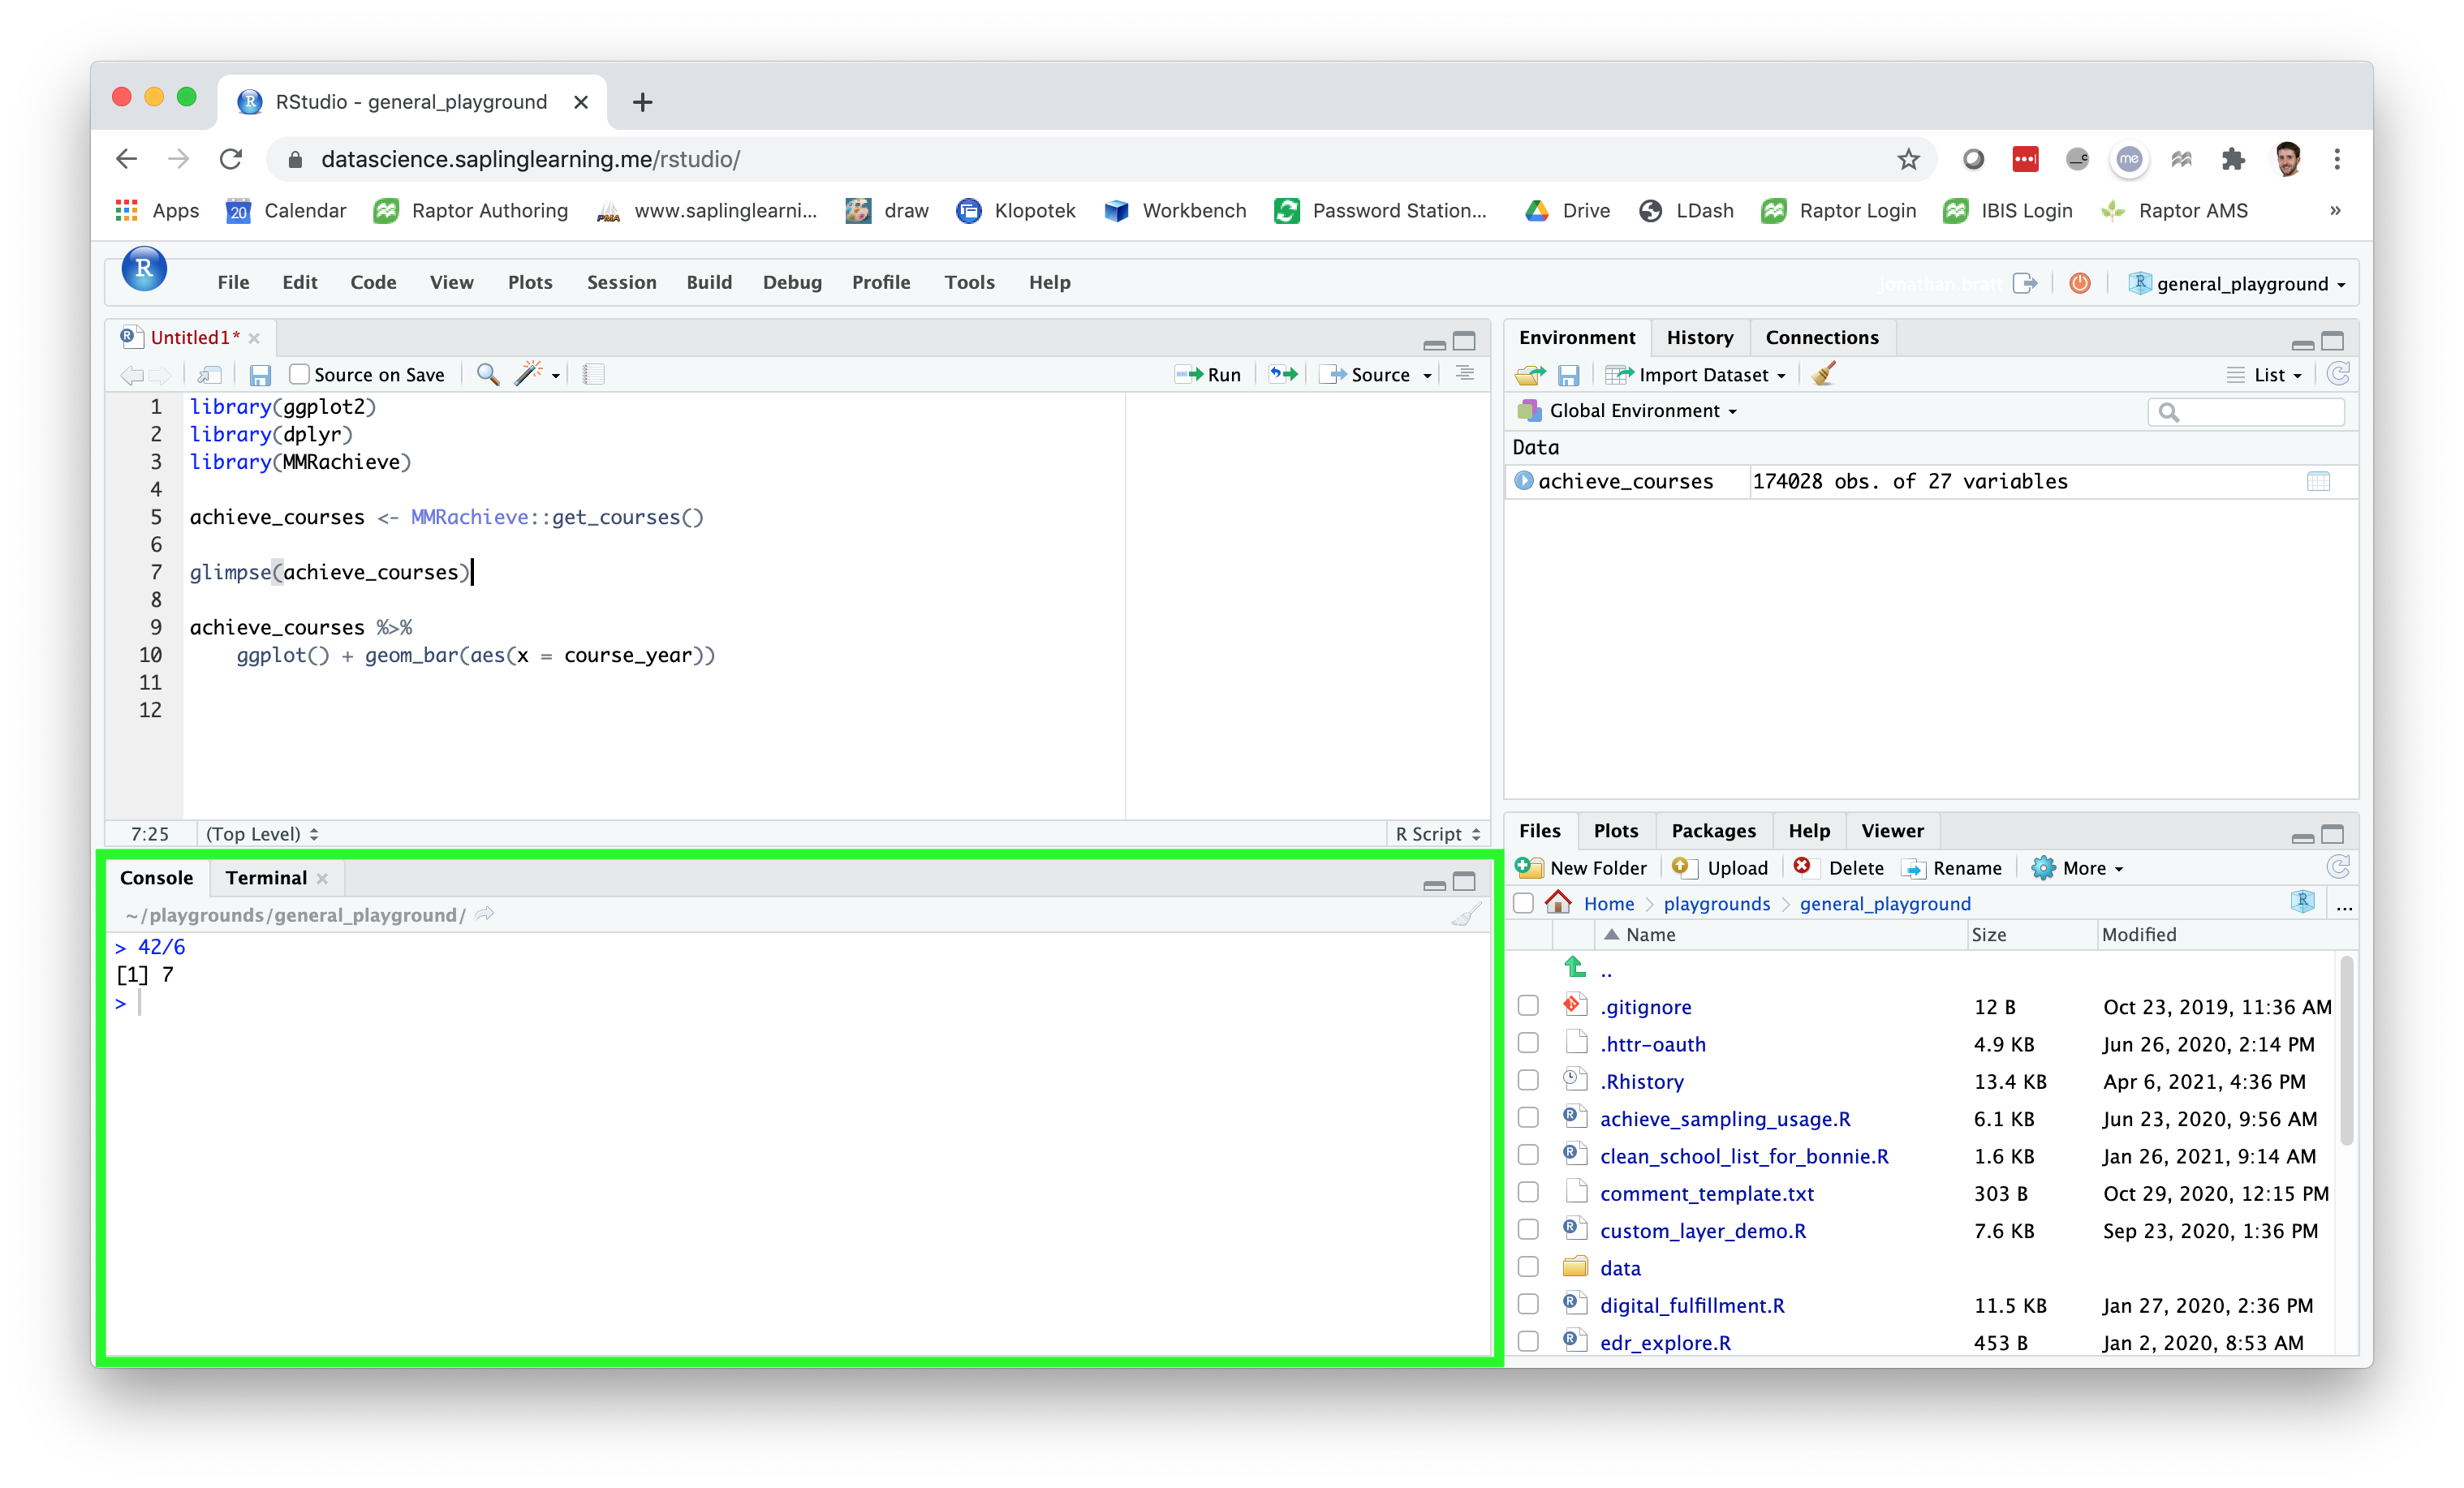 RStudio - general_playground
datascience.saplinglearning.me/rstudio/
Apps
20
Calendar
Raptor Authoring
PMA
www.saplinglearni...
draw
Klopotek
Workbench
Password Station...
Drive
LDash
Raptor Login
IBIS Login
Raptor AMS
»
me
R
File Edit Code View Plots Session Build Debug Profile Tools Help
jonathan.bratt
general_playground
Untitled1*
Source on Save
Run
Source
1 library(ggplot2)
2 library(dplyr)
3 library(MMRachieve)
4
5 achieve_courses <- MMRachieve::get_courses()
6
7 glimpse(achieve_courses)
8
9 achieve_courses %>%
10 ggplot() + geom_bar(aes(x = course_year))
11
12
7:25 (Top Level) R Script
Console Terminal
~/playgrounds/general_playground/
> 42/6
[1] 7
>
Environment History Connections
Import Dataset
List
Global Environment
Data
achieve_courses 174028 obs. of 27 variables
Files Plots Packages Help Viewer
New Folder Upload Delete Rename More
Home playgrounds general_playground ...
Name Size Modified
..
.gitignore 12 B Oct 23, 2019, 11:36 AM
.httr-oauth 4.9 KB Jun 26, 2020, 2:14 PM
.Rhistory 13.4 KB Apr 6, 2021, 4:36 PM
achieve_sampling_usage.R 6.1 KB Jun 23, 2020, 9:56 AM
clean_school_list_for_bonnie.R 1.6 KB Jan 26, 2021, 9:14 AM
comment_template.txt 303 B Oct 29, 2020, 12:15 PM
custom_layer_demo.R 7.6 KB Sep 23, 2020, 1:36 PM
data
digital_fulfillment.R 11.5 KB Jan 27, 2020, 2:36 PM
edr_explore.R 453 B Jan 2, 2020, 8:53 AM